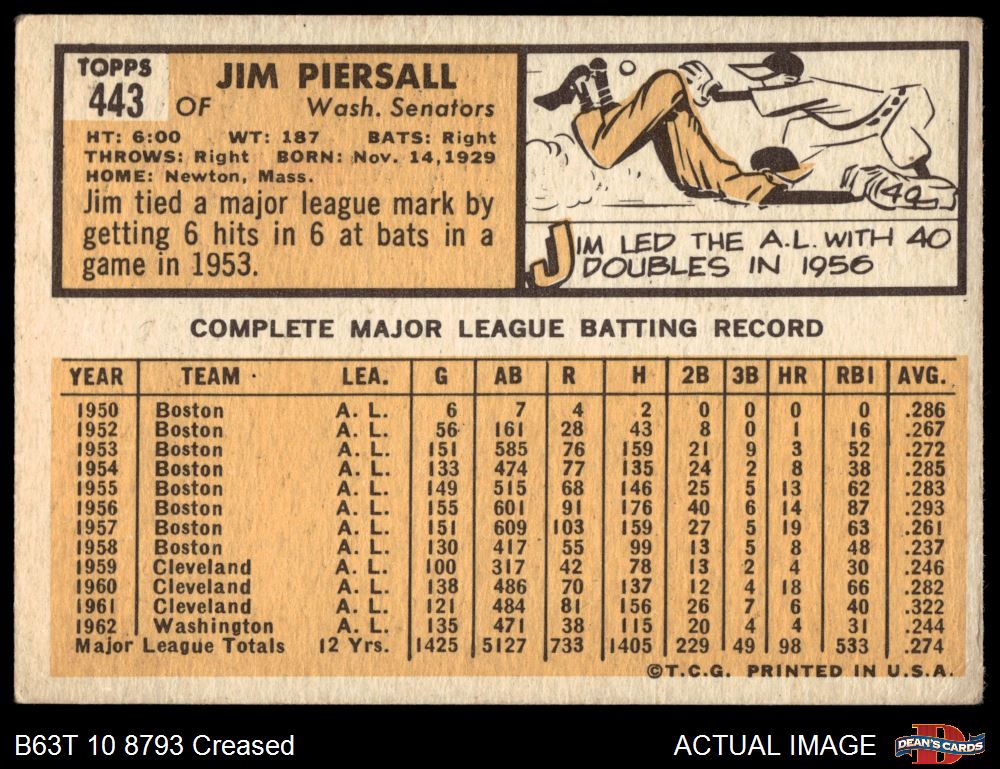 TOPPS
443
JIM PIERSALL
OF Wash. Senators
HT: 6:00 WT: 187 BATS: Right
THROWS: Right BORN: Nov. 14, 1929
HOME: Newton, Mass.
Jim tied a major league mark by
getting 6 hits in 6 at bats in a
game in 1953.
49
JIM LED THE A.L. WITH 40
DOUBLES IN 1956
COMPLETE MAJOR LEAGUE BATTING RECORD
YEAR TEAM LEA. G AB R H 2B 3B HR RBI AVG.
1950 Boston A. L. 6 7 4 2 0 0 0 0 .286
1952 Boston A. L. 56 161 28 43 8 0 1 16 .267
1953 Boston A. L. 151 585 76 159 21 9 3 52 .272
1954 Boston A. L. 133 474 77 135 24 2 8 38 .285
1955 Boston A. L. 149 515 68 146 25 5 13 62 .283
1956 Boston A. L. 155 601 91 176 40 6 14 87 .293
1957 Boston A. L. 151 609 103 159 27 5 19 63 .261
1958 Boston A. L. 130 417 55 99 13 5 8 48 .237
1959 Cleveland A. L. 100 317 42 78 13 2 4 30 .246
1960 Cleveland A. L. 138 486 70 137 12 4 18 66 .282
1961 Cleveland A. L. 121 484 81 156 26 7 6 40 .322
1962 Washington A. L. 135 471 38 115 20 4 4 31 .244
Major League Totals 12 Yrs. 1425 5127 733 1405 229 49 98 533 .274
©T.C.G. PRINTED IN U.S.A.
B63T 10 8793 Creased
ACTUAL IMAGE
DEAN'S CARDS